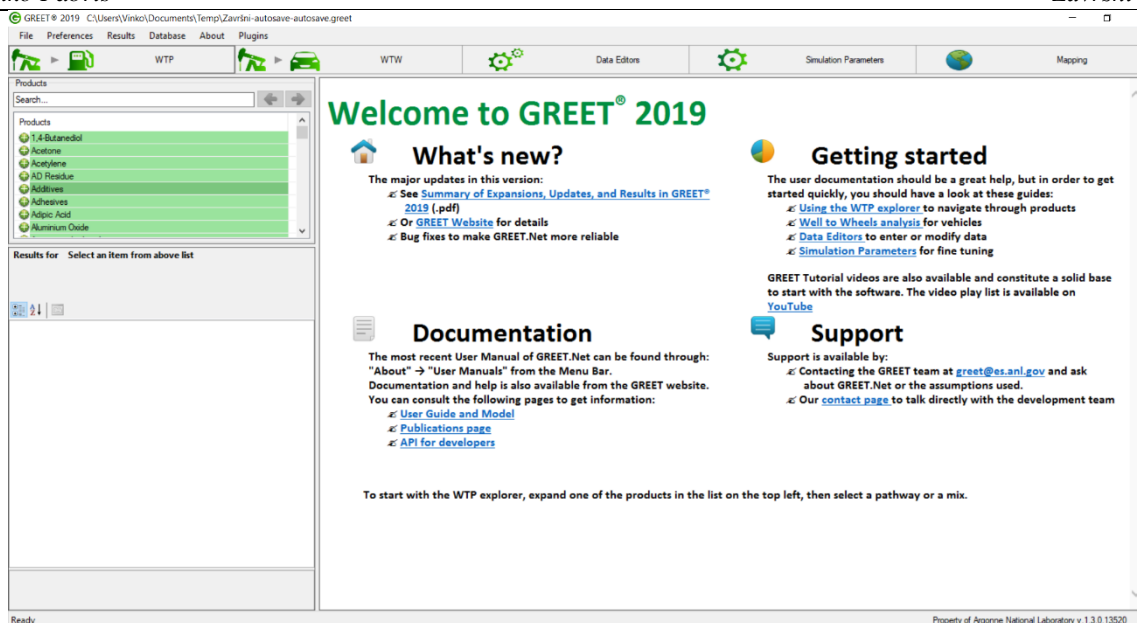 GREET® 2019 C:\Users\Vinko\Documents\Temp\Završni-autosave-autosave.greet
File Preferences Results Database About Plugins
WTP WTW Data Editors Simulation Parameters Mapping
Products
Search...
Products
1,4-Butanediol
Acetone
Acetylene
AD Residue
Additives
Adhesives
Adipic Acid
Aluminium Oxide
Results for Select an item from above list
Welcome to GREET® 2019
What's new?
The major updates in this version:
See Summary of Expansions, Updates, and Results in GREET®
2019 (.pdf)
Or GREET Website for details
Bug fixes to make GREET.Net more reliable
Getting started
The user documentation should be a great help, but in order to get
started quickly, you should have a look at these guides:
Using the WTP explorer to navigate through products
Well to Wheels analysis for vehicles
Data Editors to enter or modify data
Simulation Parameters for fine tuning
GREET Tutorial videos are also available and constitute a solid base
to start with the software. The video play list is available on
YouTube
Documentation
The most recent User Manual of GREET.Net can be found through:
"About" → "User Manuals" from the Menu Bar.
Documentation and help is also available from the GREET website.
You can consult the following pages to get information:
User Guide and Model
Publications page
API for developers
Support
Support is available by:
Contacting the GREET team at greet@es.anl.gov and ask
about GREET.Net or the assumptions used.
Our contact page to talk directly with the development team
To start with the WTP explorer, expand one of the products in the list on the top left, then select a pathway or a mix.
Ready Property of Argonne National Laboratory v 1.3.0.13520